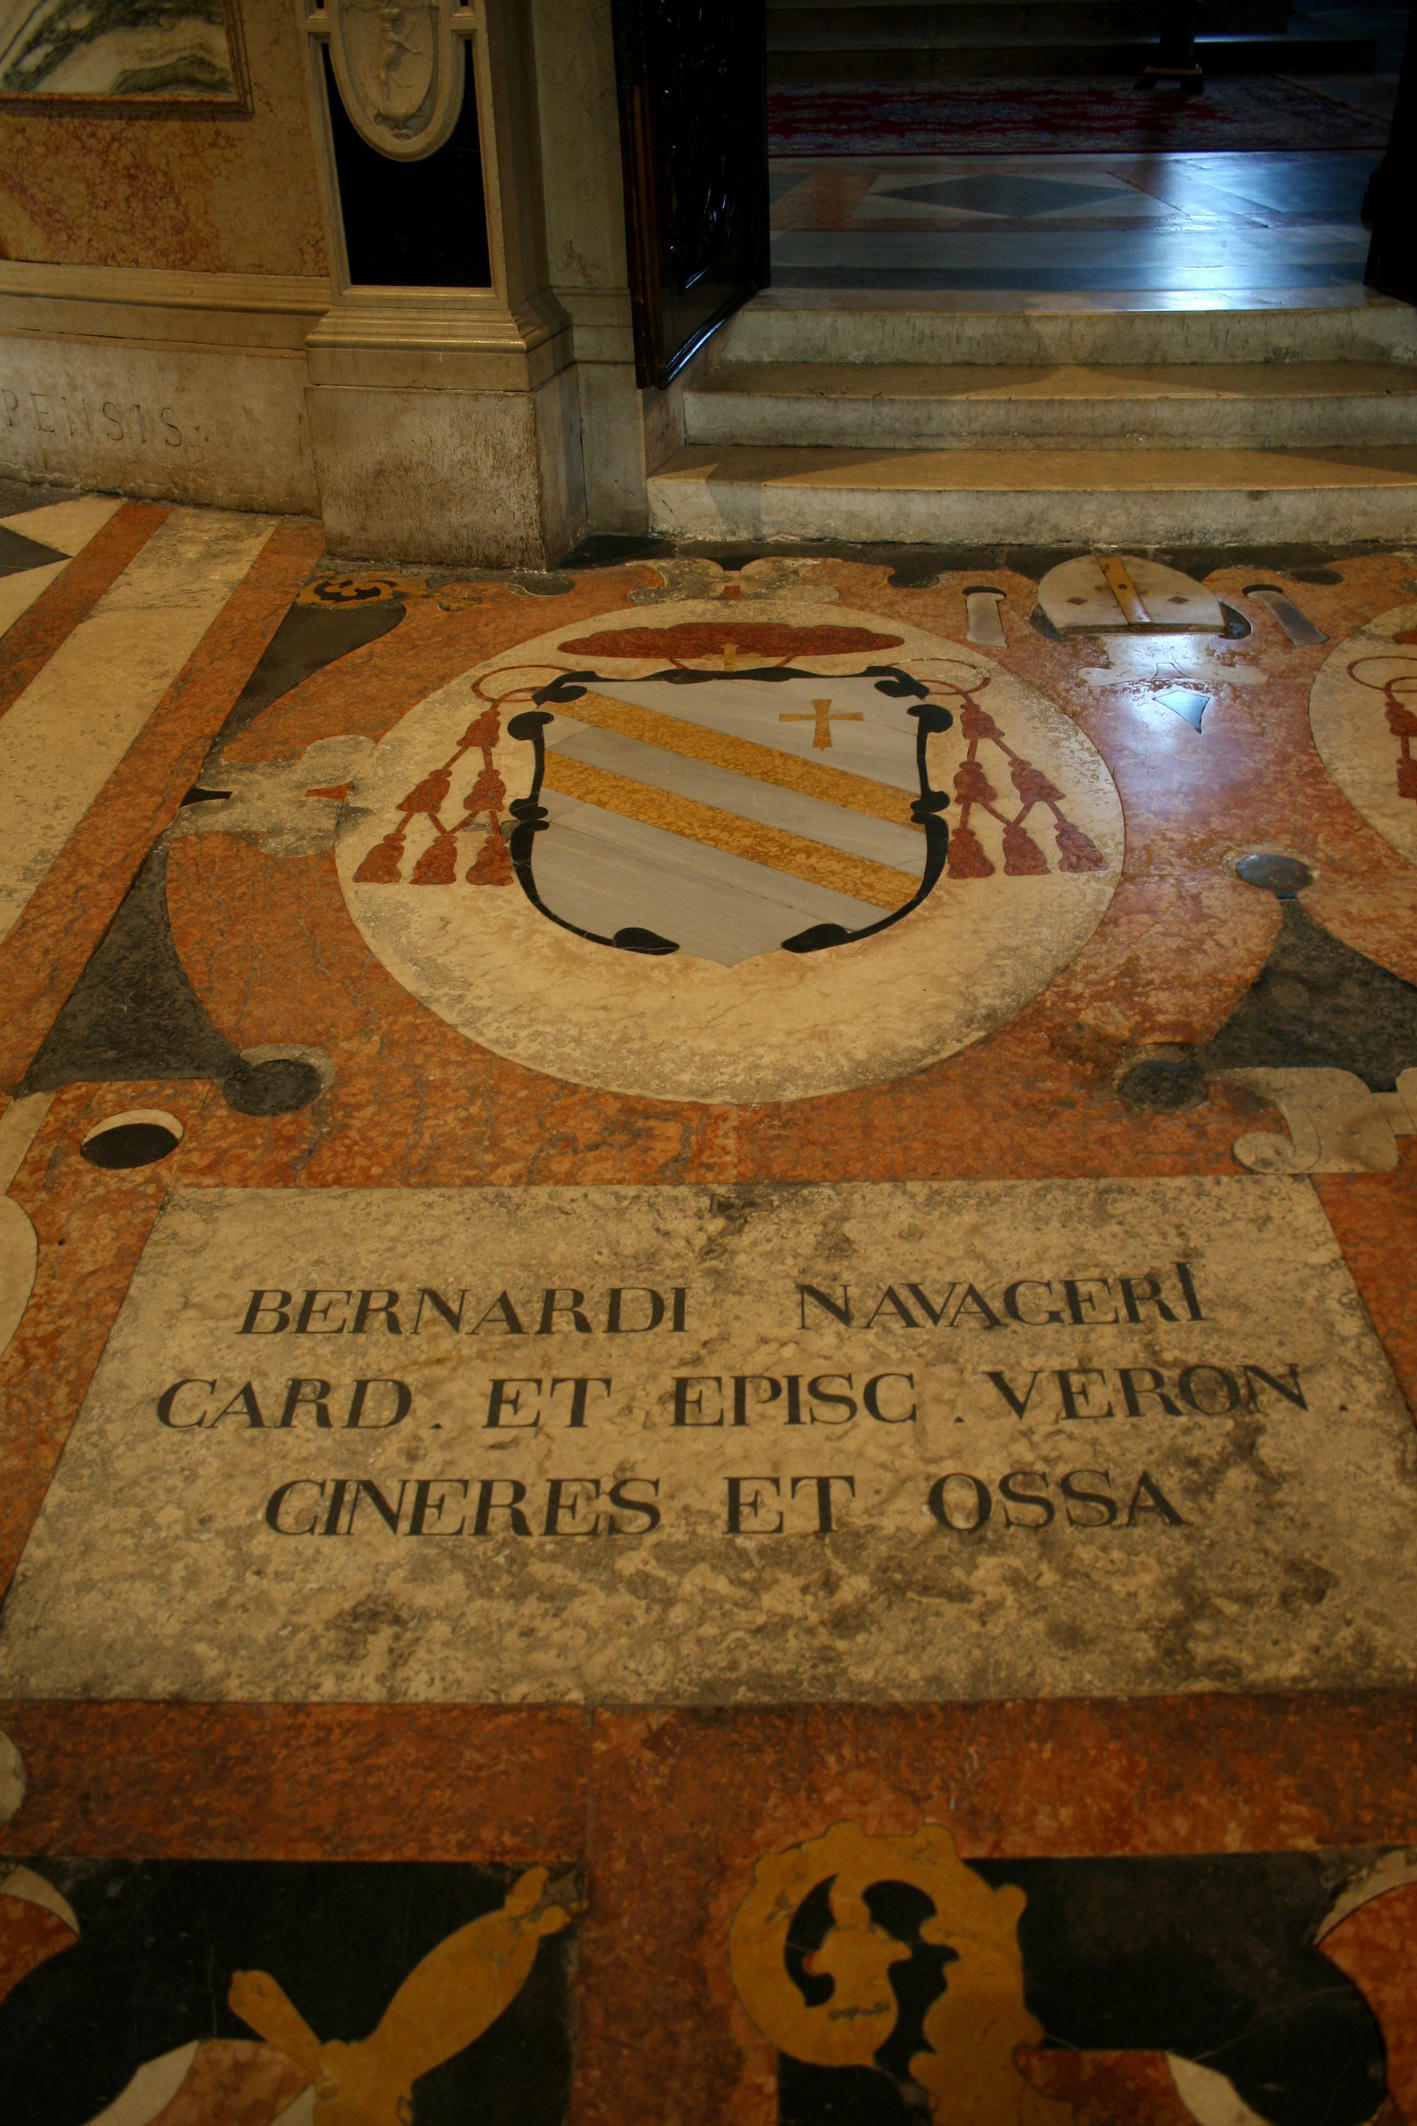 PENSIS.
BERNARDI NAVAGERI
CARD. ET EPISC. VERON.
CINERES ET OSSA